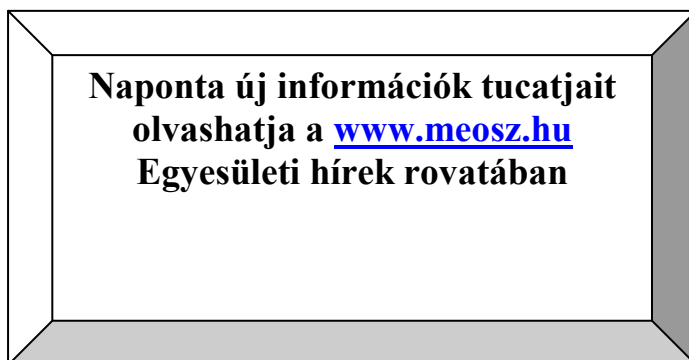 Naponta új információk tucatjait
olvashatja a www.meosz.hu
Egyesületi hírek rovatában